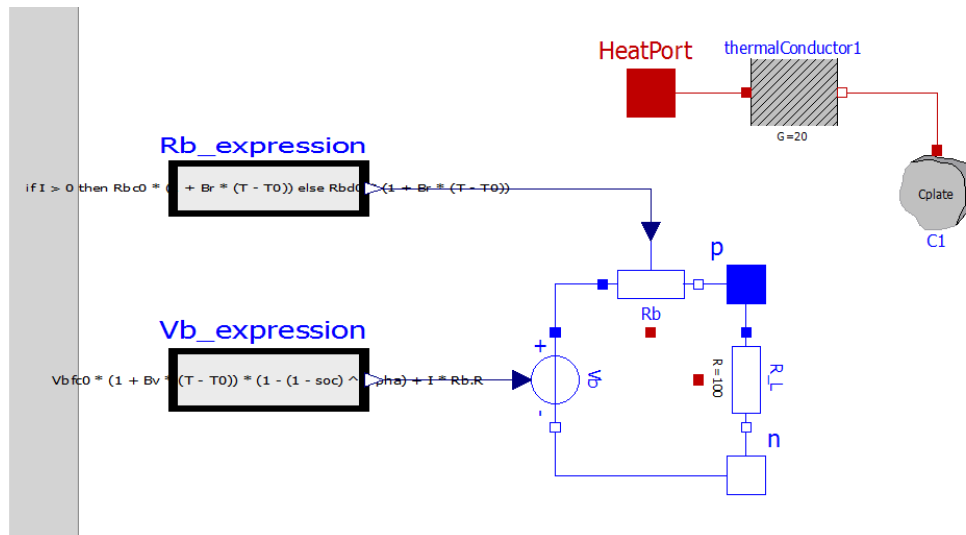 HeatPort
thermalConductor1
G=20
Rb_expression
if I > 0 then Rbc0 * ( + Br * (T - T0)) else Rbd0 (1 + Br * (T - T0))
Cplate
C1
p
Rb
Vb_expression
Vbfc0 * (1 + Bv * (T - T0)) * (1 - (1 - soc) ^ pha) + I * Rb.R
+
Vb
-
R=100
R_L
n